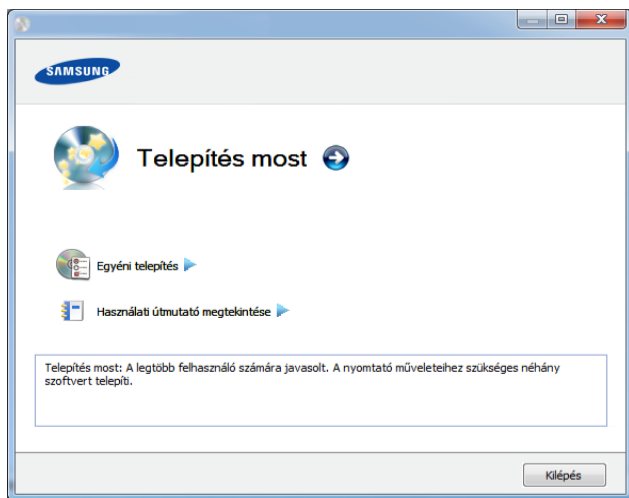 SAMSUNG
Telepítés most
Egyéni telepítés
Használati útmutató megtekintése
Telepítés most: A legtöbb felhasználó számára javasolt. A nyomtató műveleteihez szükséges néhány
szoftvert telepíti.
Kilépés